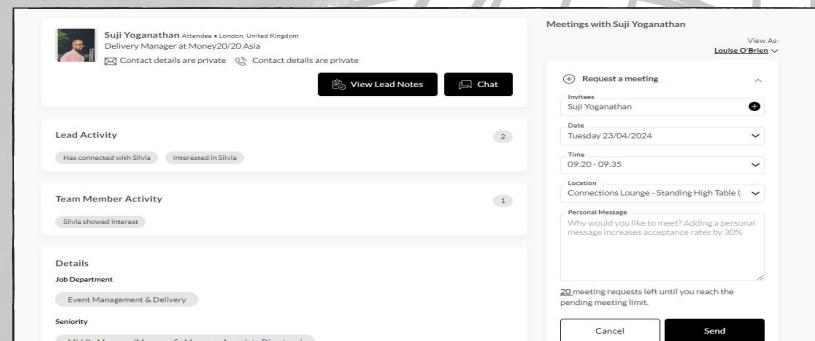 Suji Yoganathan Attendee • London, United Kingdom
Delivery Manager at Money20/20 Asia
Contact details are private Contact details are private
View Lead Notes Chat
Lead Activity 2
Has connected with Silvia Interested in Silvia
Team Member Activity 1
Silvia showed interest
Details
Job Department
Event Management & Delivery
Seniority
Meetings with Suji Yoganathan
View As:
Louise O'Brien
Request a meeting
Invitees
Suji Yoganathan
Date
Tuesday 23/04/2024
Time
09:20 - 09:35
Location
Connections Lounge - Standing High Table (
Personal Message
Why would you like to meet? Adding a personal
message increases acceptance rates by 30%
20 meeting requests left until you reach the
pending meeting limit.
Cancel Send